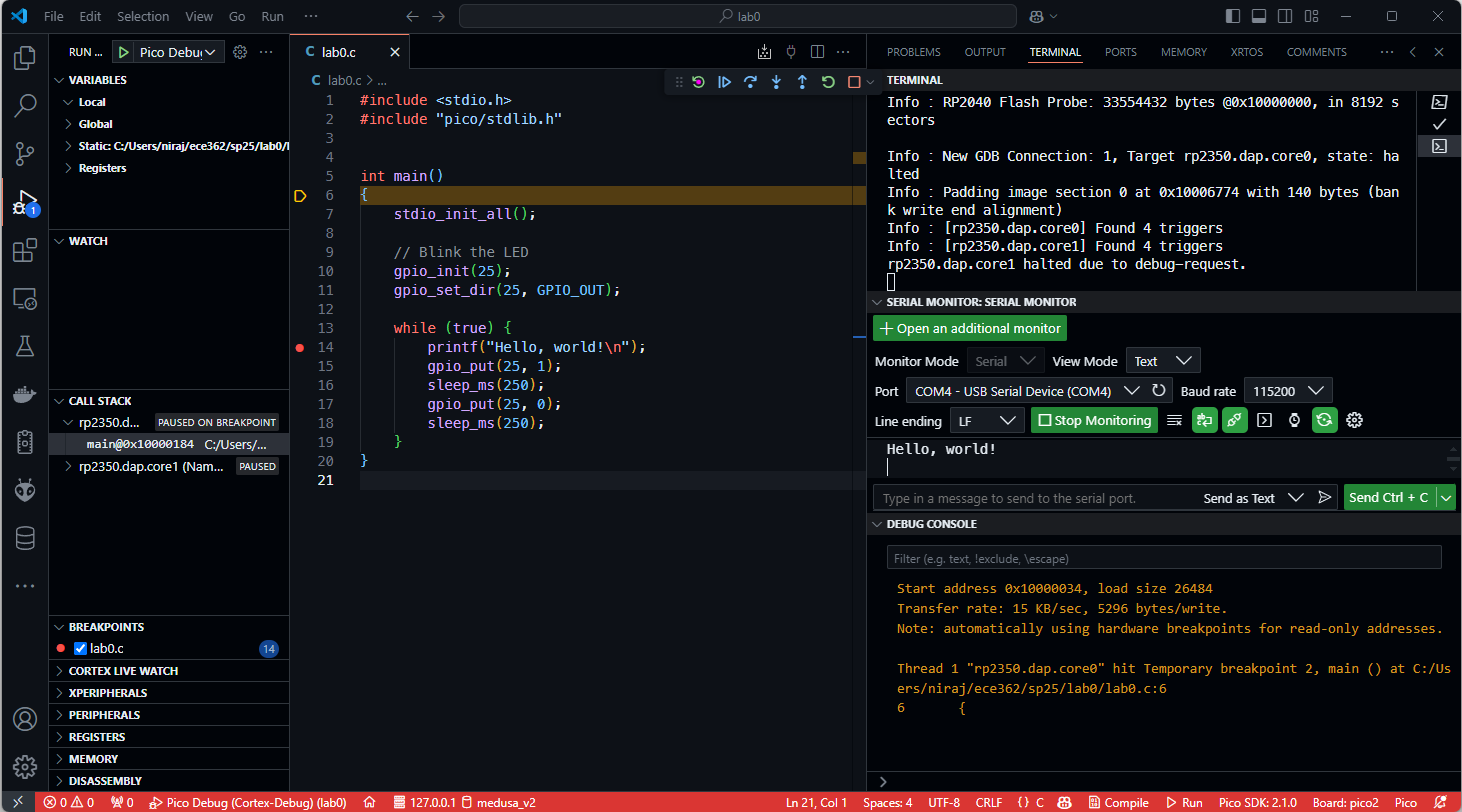 File Edit Selection View Go Run ··· lab0
RUN ... Pico Debug ···
VARIABLES
Local
Global
Static: C:/Users/niraj/ece362/sp25/lab0/l
Registers
WATCH
CALL STACK
rp2350.d... PAUSED ON BREAKPOINT
main@0x10000184 C:/Users/...
rp2350.dap.core1 (Nam... PAUSED
BREAKPOINTS
lab0.c 14
CORTEX LIVE WATCH
XPERIPHERALS
PERIPHERALS
REGISTERS
MEMORY
DISASSEMBLY
1
C lab0.c
C lab0.c > ...
1 #include <stdio.h>
2 #include "pico/stdlib.h"
3
4
5 int main()
6 {
7 stdio_init_all();
8
9 // Blink the LED
10 gpio_init(25);
11 gpio_set_dir(25, GPIO_OUT);
12
13 while (true) {
14 printf("Hello, world!\n");
15 gpio_put(25, 1);
16 sleep_ms(250);
17 gpio_put(25, 0);
18 sleep_ms(250);
19 }
20 }
21
PROBLEMS OUTPUT TERMINAL PORTS MEMORY XRTOS COMMENTS ···
TERMINAL
Info : RP2040 Flash Probe: 33554432 bytes @0x10000000, in 8192 s
ectors
Info : New GDB Connection: 1, Target rp2350.dap.core0, state: ha
lted
Info : Padding image section 0 at 0x10006774 with 140 bytes (ban
k write end alignment)
Info : [rp2350.dap.core0] Found 4 triggers
Info : [rp2350.dap.core1] Found 4 triggers
rp2350.dap.core1 halted due to debug-request.
SERIAL MONITOR: SERIAL MONITOR
+ Open an additional monitor
Monitor Mode Serial View Mode Text
Port COM4 - USB Serial Device (COM4) Baud rate 115200
Line ending LF Stop Monitoring
Hello, world!
Type in a message to send to the serial port. Send as Text Send Ctrl + C
DEBUG CONSOLE
Filter (e.g. text, !exclude, \escape)
Start address 0x10000034, load size 26484
Transfer rate: 15 KB/sec, 5296 bytes/write.
Note: automatically using hardware breakpoints for read-only addresses.
Thread 1 "rp2350.dap.core0" hit Temporary breakpoint 2, main () at C:/Us
ers/niraj/ece362/sp25/lab0/lab0.c:6
6 {
0 0 0 Pico Debug (Cortex-Debug) (lab0) 127.0.0.1 medusa_v2 Ln 21, Col 1 Spaces: 4 UTF-8 CRLF {} C Compile Run Pico SDK: 2.1.0 Board: pico2 Pico